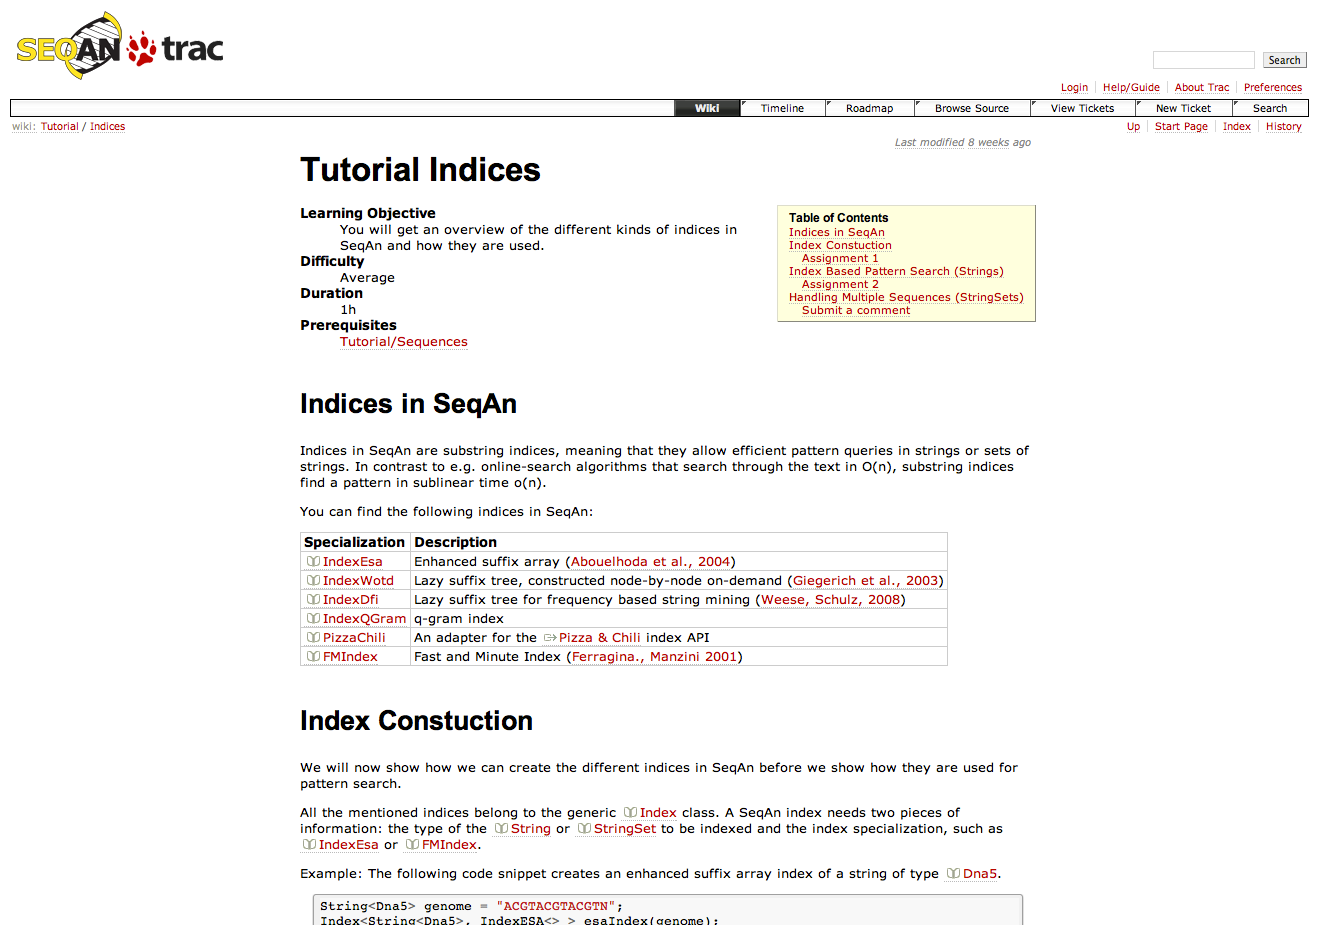 SEQAN trac
Search
Login Help/Guide About Trac Preferences
Wiki Timeline Roadmap Browse Source View Tickets New Ticket Search
wiki: Tutorial / Indices
Up Start Page Index History
Last modified 8 weeks ago
Tutorial Indices
Learning Objective
You will get an overview of the different kinds of indices in
SeqAn and how they are used.
Difficulty
Average
Duration
1h
Prerequisites
Tutorial/Sequences
Table of Contents
Indices in SeqAn
Index Constuction
Assignment 1
Index Based Pattern Search (Strings)
Assignment 2
Handling Multiple Sequences (StringSets)
Submit a comment
Indices in SeqAn
Indices in SeqAn are substring indices, meaning that they allow efficient pattern queries in strings or sets of
strings. In contrast to e.g. online-search algorithms that search through the text in O(n), substring indices
find a pattern in sublinear time o(n).
You can find the following indices in SeqAn:
Specialization Description
IndexEsa Enhanced suffix array (Abouelhoda et al., 2004)
IndexWotd Lazy suffix tree, constructed node-by-node on-demand (Giegerich et al., 2003)
IndexDfi Lazy suffix tree for frequency based string mining (Weese, Schulz, 2008)
IndexQGram q-gram index
PizzaChili An adapter for the Pizza & Chili index API
FMIndex Fast and Minute Index (Ferragina., Manzini 2001)
Index Constuction
We will now show how we can create the different indices in SeqAn before we show how they are used for
pattern search.
All the mentioned indices belong to the generic Index class. A SeqAn index needs two pieces of
information: the type of the String or StringSet to be indexed and the index specialization, such as
IndexEsa or FMIndex.
Example: The following code snippet creates an enhanced suffix array index of a string of type Dna5.
String<Dna5> genome = "ACGTACGTACGTN";
Index<String<Dna5>, IndexESA<> > esaIndex(genome);